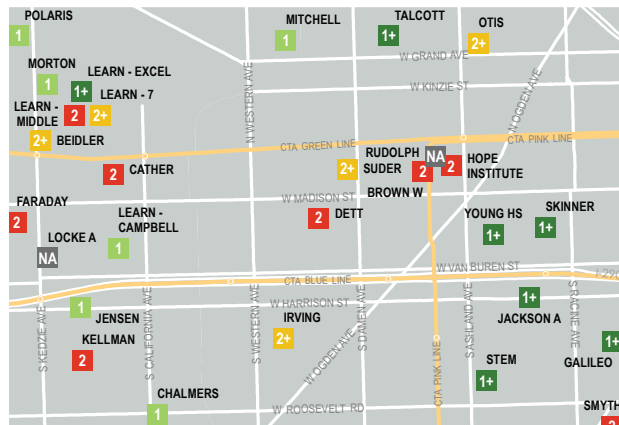 POLARIS
1
MITCHELL
1
TALCOTT
1+
OTIS
2+
W GRAND AVE
MORTON
1
LEARN - EXCEL
1+
LEARN - 7
2+
LEARN -
MIDDLE
2
W KINZIE ST
N OGDEN AVE
N WESTERN AVE
2+
BEIDLER
CTA GREEN LINE
CTA PINK LINE
2
CATHER
RUDOLPH
NA
2+
SUDER
2
BROWN W
2
HOPE
INSTITUTE
FARADAY
2
W MADISON ST
LEARN -
CAMPBELL
1
2
DETT
YOUNG HS
1+
SKINNER
1+
LOCKE A
NA
W VAN BUREN ST
I-290
CTA BLUE LINE
W HARRISON ST
1
JENSEN
KELLMAN
2
S KEDZIE AVE
S CALIFORNIA AVE
S WESTERN AVE
IRVING
2+
W OGDEN AVE
S DAMEN AVE
CTA PINK LINE
S ASHLAND AVE
1+
JACKSON A
S RACINE AVE
1+
GALILEO
STEM
1+
CHALMERS
1
W ROOSEVELT RD
SMYTH
2